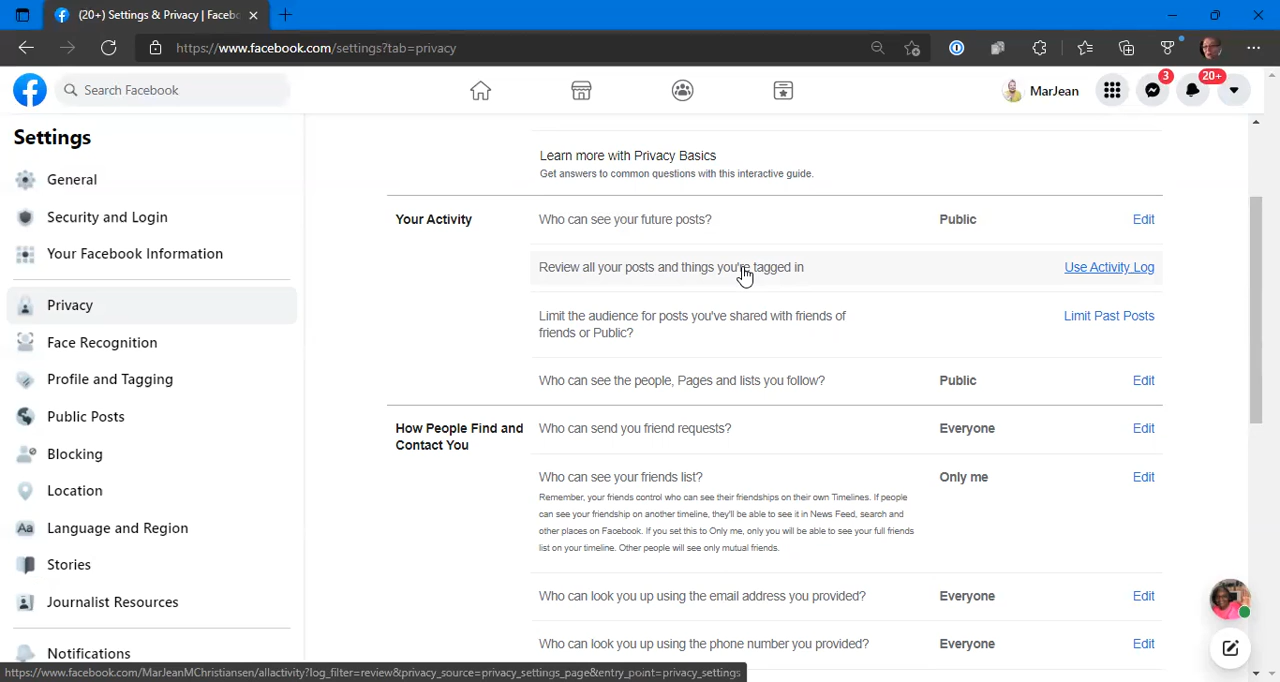 (20+) Settings & Privacy | Faceb
https://www.facebook.com/settings?tab=privacy
Search Facebook
MarJean
3
20+
Settings
General
Security and Login
Your Facebook Information
Privacy
Face Recognition
Profile and Tagging
Public Posts
Blocking
Location
Aa
Language and Region
Stories
Journalist Resources
Notifications
Learn more with Privacy Basics
Get answers to common questions with this interactive guide.
Your Activity
Who can see your future posts?
Public
Edit
Review all your posts and things you're tagged in
Use Activity Log
Limit the audience for posts you've shared with friends of
friends or Public?
Limit Past Posts
Who can see the people, Pages and lists you follow?
Public
Edit
How People Find and
Contact You
Who can send you friend requests?
Everyone
Edit
Who can see your friends list?
Only me
Edit
Remember, your friends control who can see their friendships on their own Timelines. If people
can see your friendship on another timeline, they'll be able to see it in News Feed, search and
other places on Facebook. If you set this to Only me, only you will be able to see your full friends
list on your timeline. Other people will see only mutual friends.
Who can look you up using the email address you provided?
Everyone
Edit
Who can look you up using the phone number you provided?
Everyone
Edit
https://www.facebook.com/MarJeanMChristiansen/allactivity?log_filter=review&privacy_source=privacy_settings_page&entry_point=privacy_settings